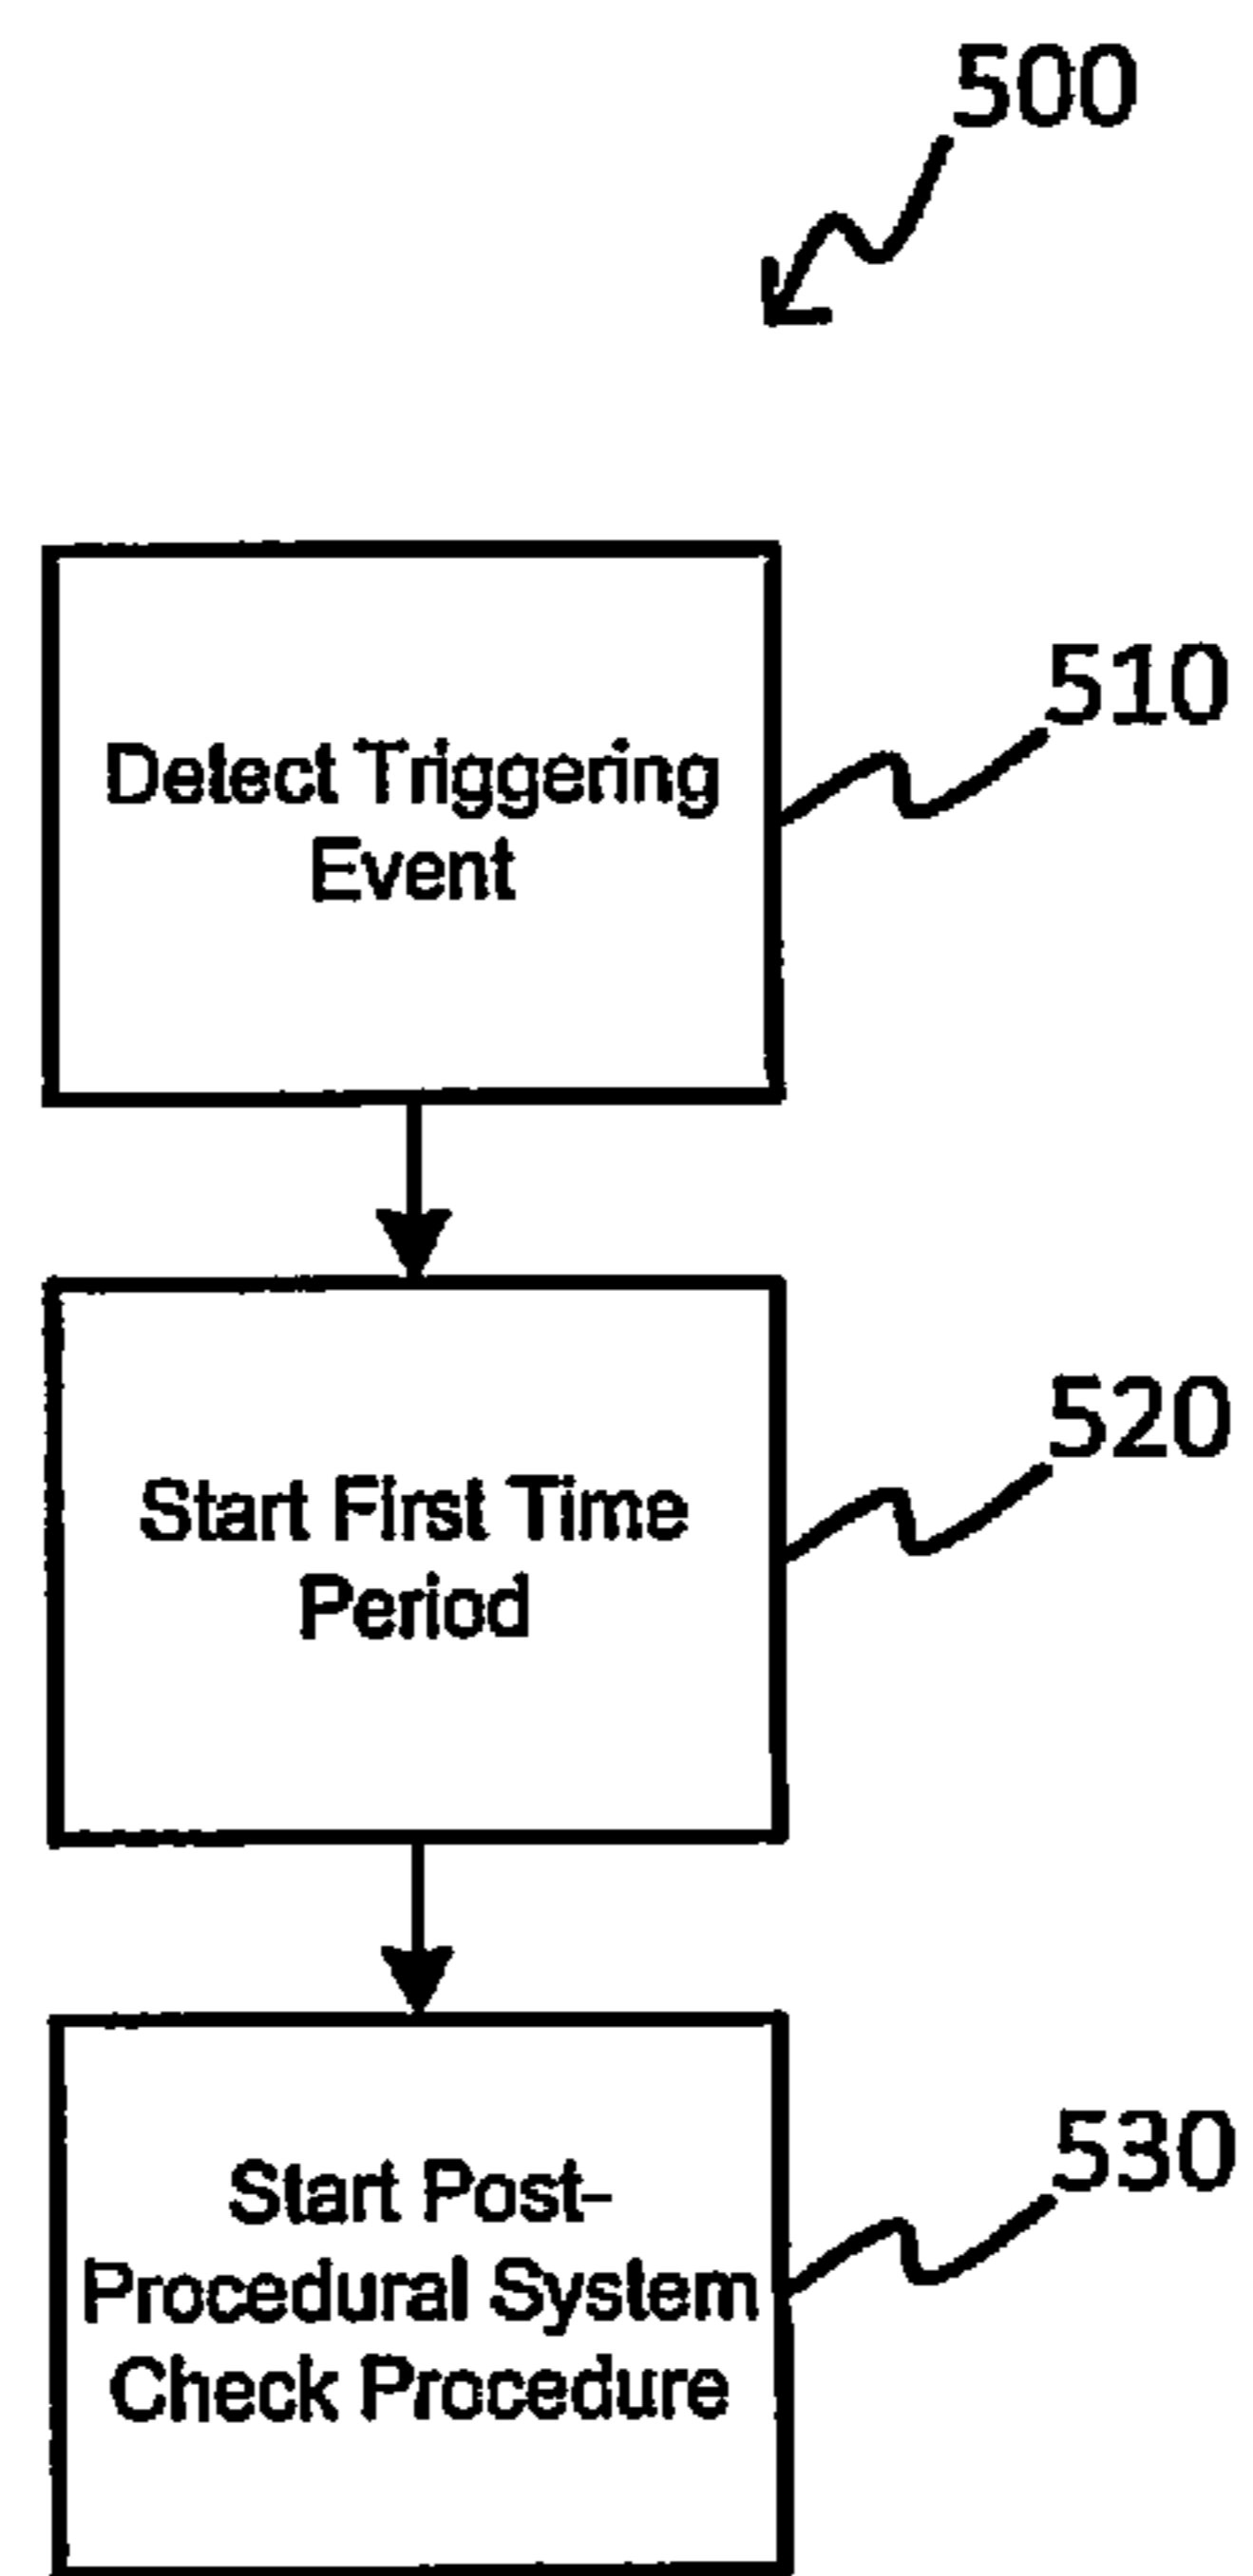 500
Detect Triggering
Event
510
Start First Time
Period
520
Start Post-
Procedural System
Check Procedure
530